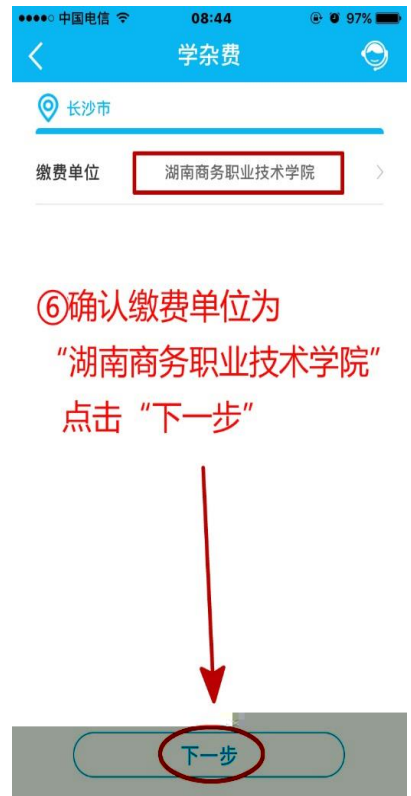 中国电信 08:44 97%
学杂费
长沙市
缴费单位 湖南商务职业技术学院
⑥确认缴费单位为
“湖南商务职业技术学院”
点击“下一步”
下一步